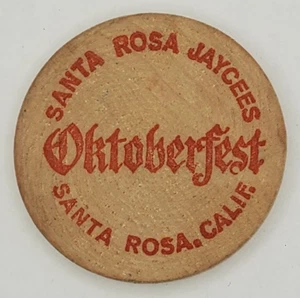 SANTA ROSA JAYCEES
Oktoberfest
SANTA ROSA. CALIF.